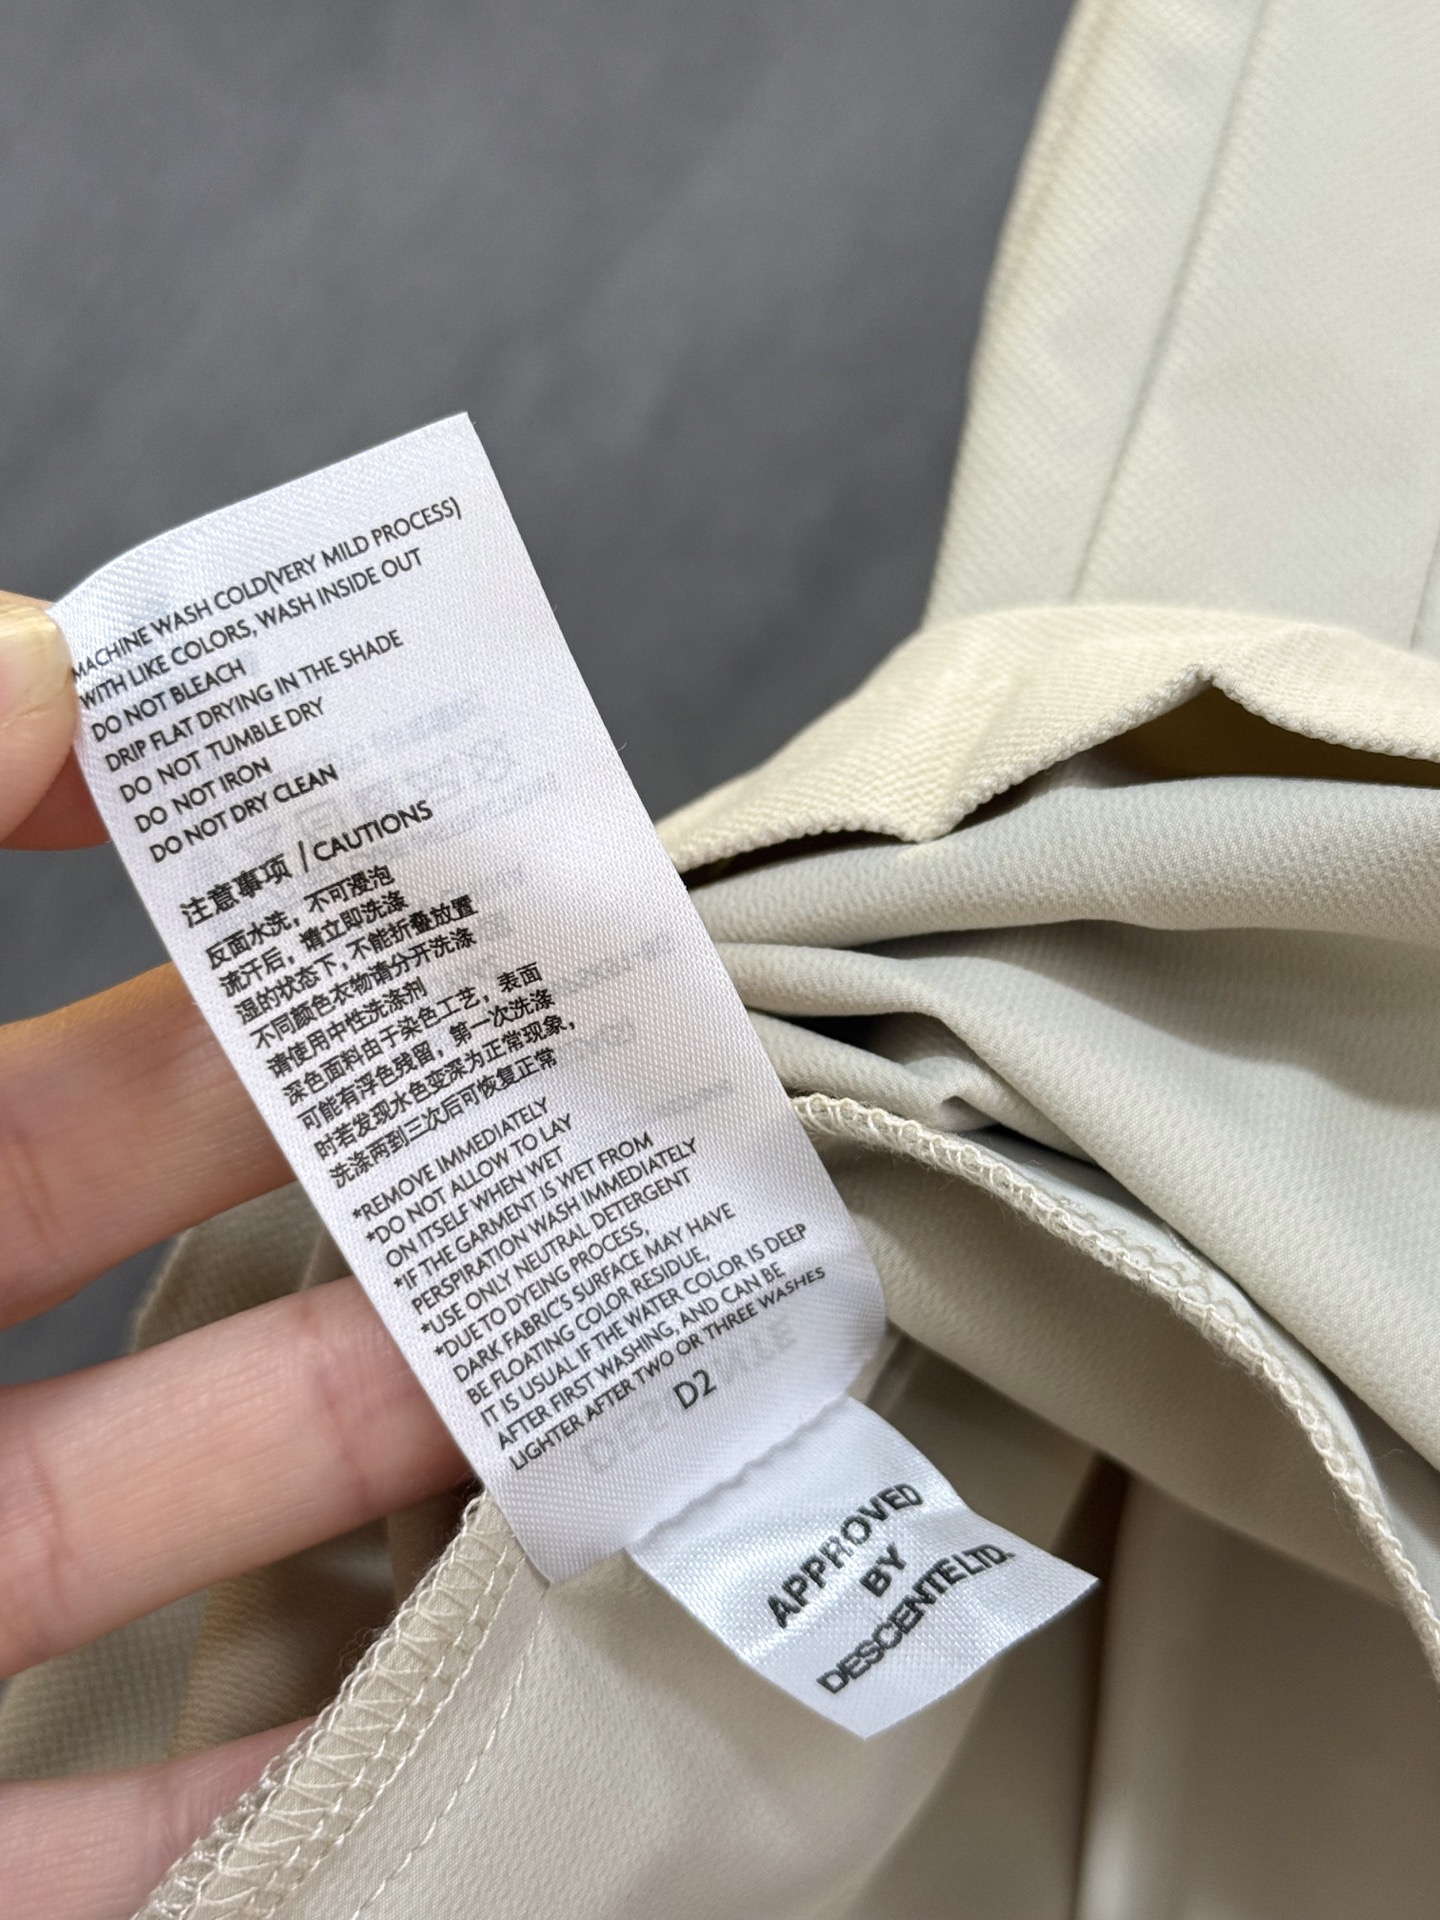 MACHINE WASH COLD(VERY MILD PROCESS)
WITH LIKE COLORS, WASH INSIDE OUT
DO NOT BLEACH
DRIP FLAT DRYING IN THE SHADE
DO NOT TUMBLE DRY
DO NOT IRON
DO NOT DRY CLEAN
注意事项 / CAUTIONS
反面水洗，不可浸泡
流汗后，请立即洗涤
湿的状态下，不能折叠放置
不同颜色衣物请分开洗涤
请使用中性洗涤剂
深色面料由于染色工艺，表面
可能有浮色残留，第一次洗涤
时若发现水色变深为正常现象，
洗涤两到三次后可恢复正常
*REMOVE IMMEDIATELY
*DO NOT ALLOW TO LAY
ON ITSELF WHEN WET
*IF THE GARMENT IS WET FROM
PERSPIRATION WASH IMMEDIATELY
*USE ONLY NEUTRAL DETERGENT
*DUE TO DYEING PROCESS,
DARK FABRIC'S SURFACE MAY HAVE
BE FLOATING COLOR RESIDUE,
IT IS USUAL IF THE WATER COLOR IS DEEP
AFTER FIRST WASHING, AND CAN BE
LIGHTER AFTER TWO OR THREE WASHES
D2
APPROVED
BY
DESCENTE LTD.